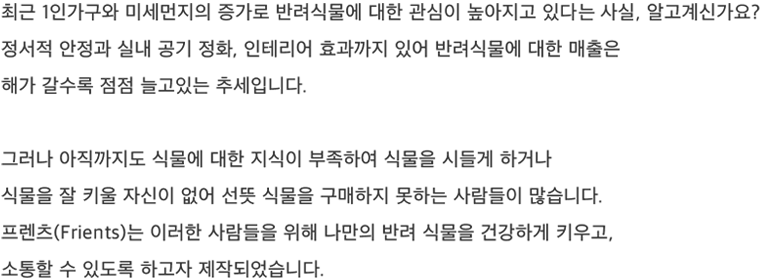 최근 1인가구와 미세먼지의 증가로 반려식물에 대한 관심이 높아지고 있다는 사실, 알고계신가요?
정서적 안정과 실내 공기 정화, 인테리어 효과까지 있어 반려식물에 대한 매출은
해가 갈수록 점점 늘고있는 추세입니다.
그러나 아직까지도 식물에 대한 지식이 부족하여 식물을 시들게 하거나
식물을 잘 키울 자신이 없어 선뜻 식물을 구매하지 못하는 사람들이 많습니다.
프렌츠(Frients)는 이러한 사람들을 위해 나만의 반려 식물을 건강하게 키우고,
소통할 수 있도록 하고자 제작되었습니다.